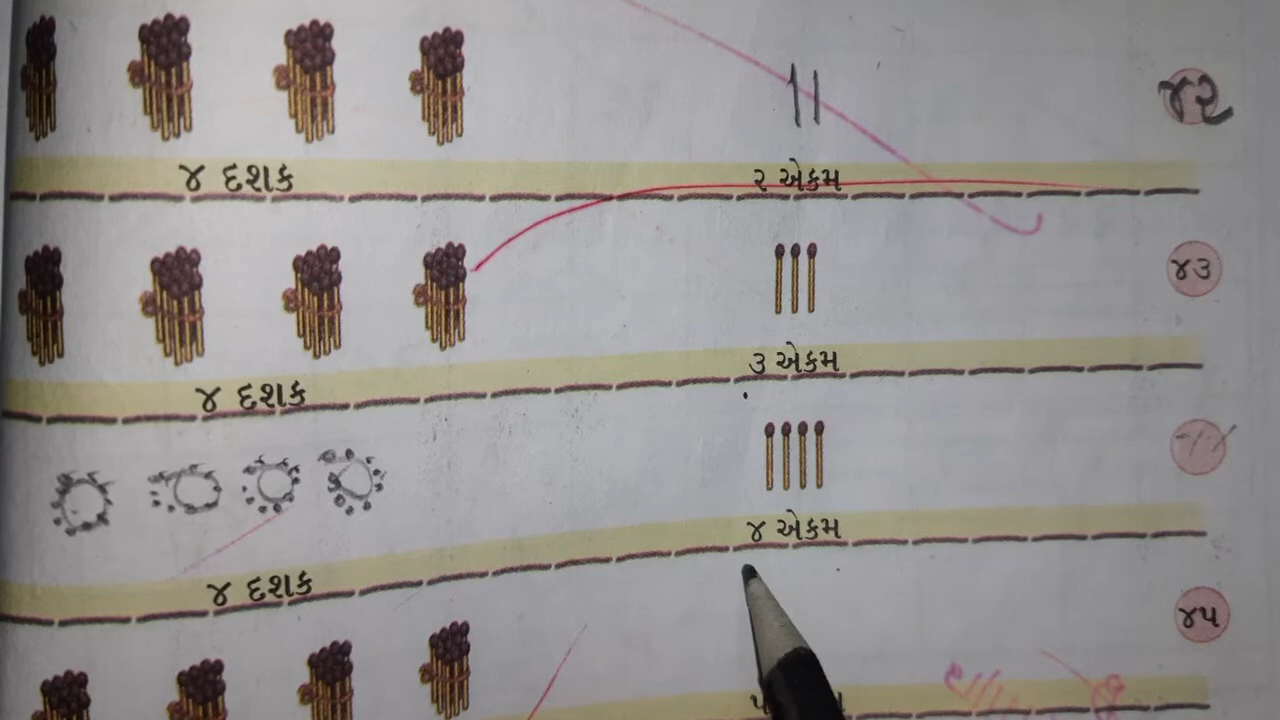 ૪૨
૪ દશક ૨ એકમ
૪૩
૪ દશક ૩ એકમ
૪ દશક ૪ એકમ
૪૫